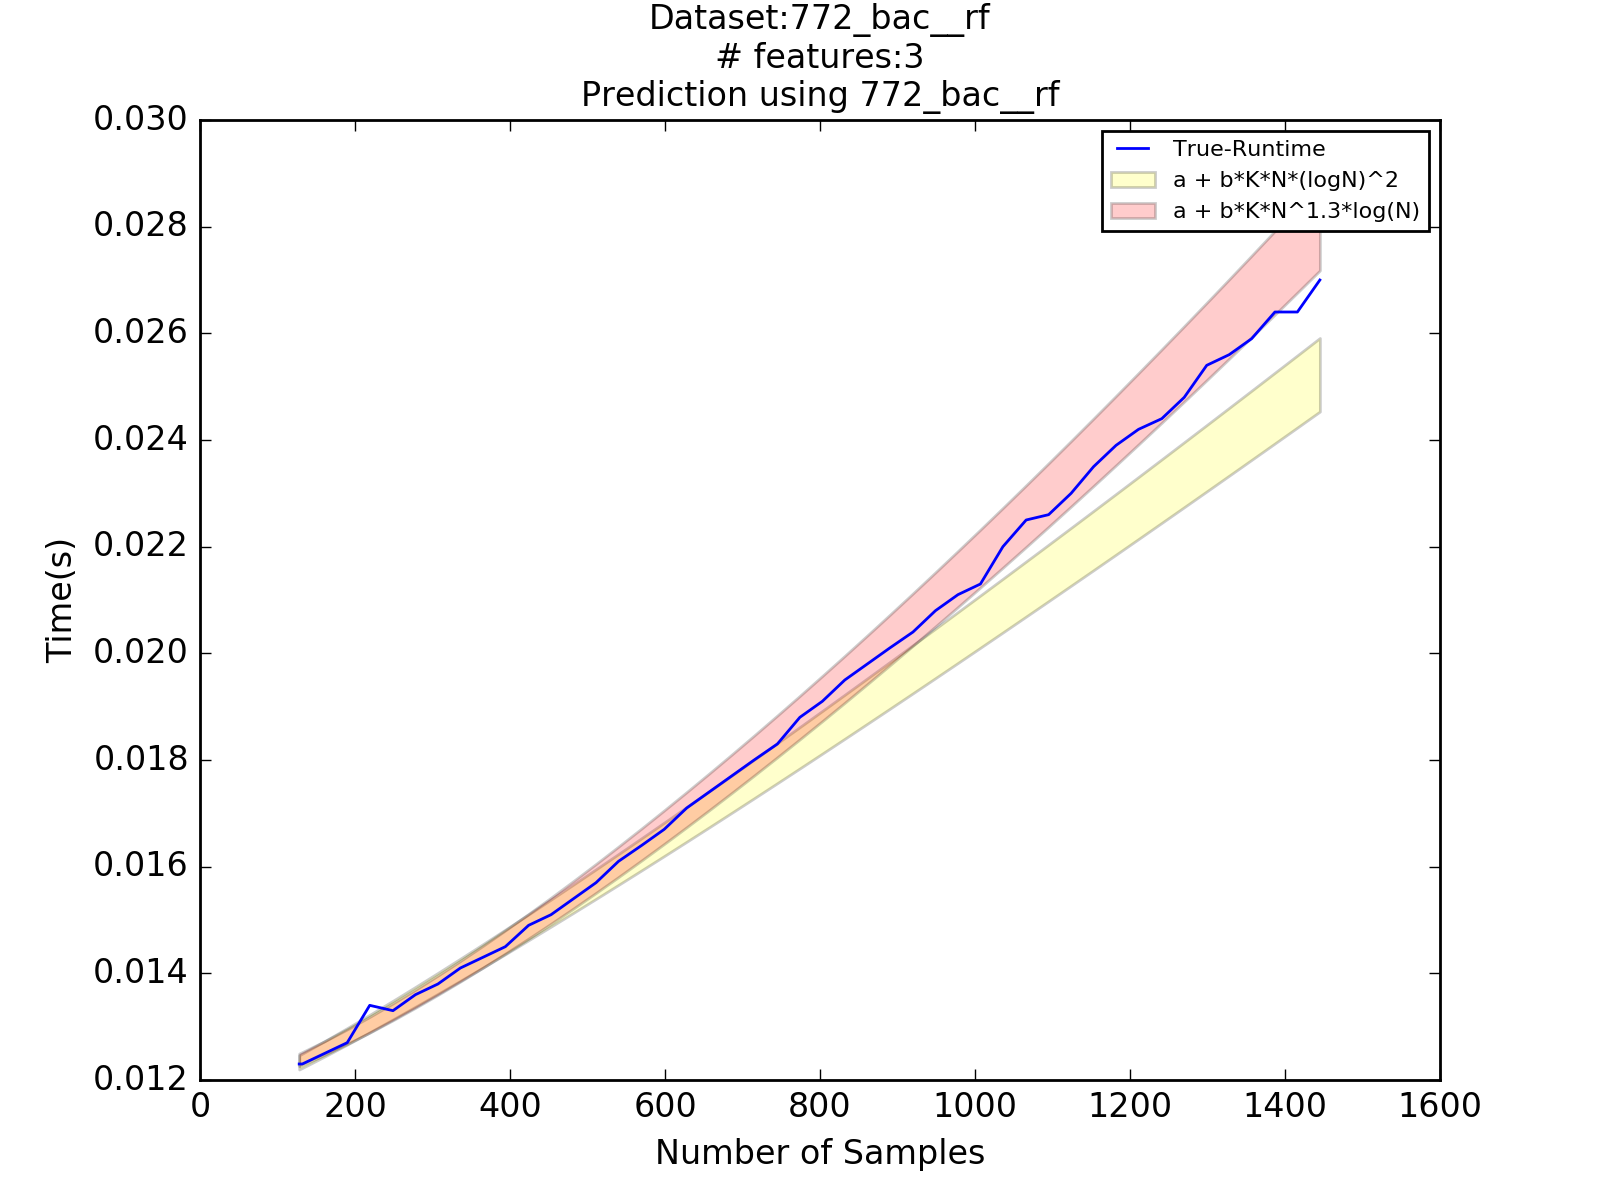 Dataset:772_bac__rf
# features:3
Prediction using 772_bac__rf
0.030
0.028
0.026
0.024
0.022
0.020
0.018
0.016
0.014
0.012
Time(s)
True-Runtime
a + b*K*N*(logN)^2
a + b*K*N^1.3*log(N)
0 200 400 600 800 1000 1200 1400 1600
Number of Samples